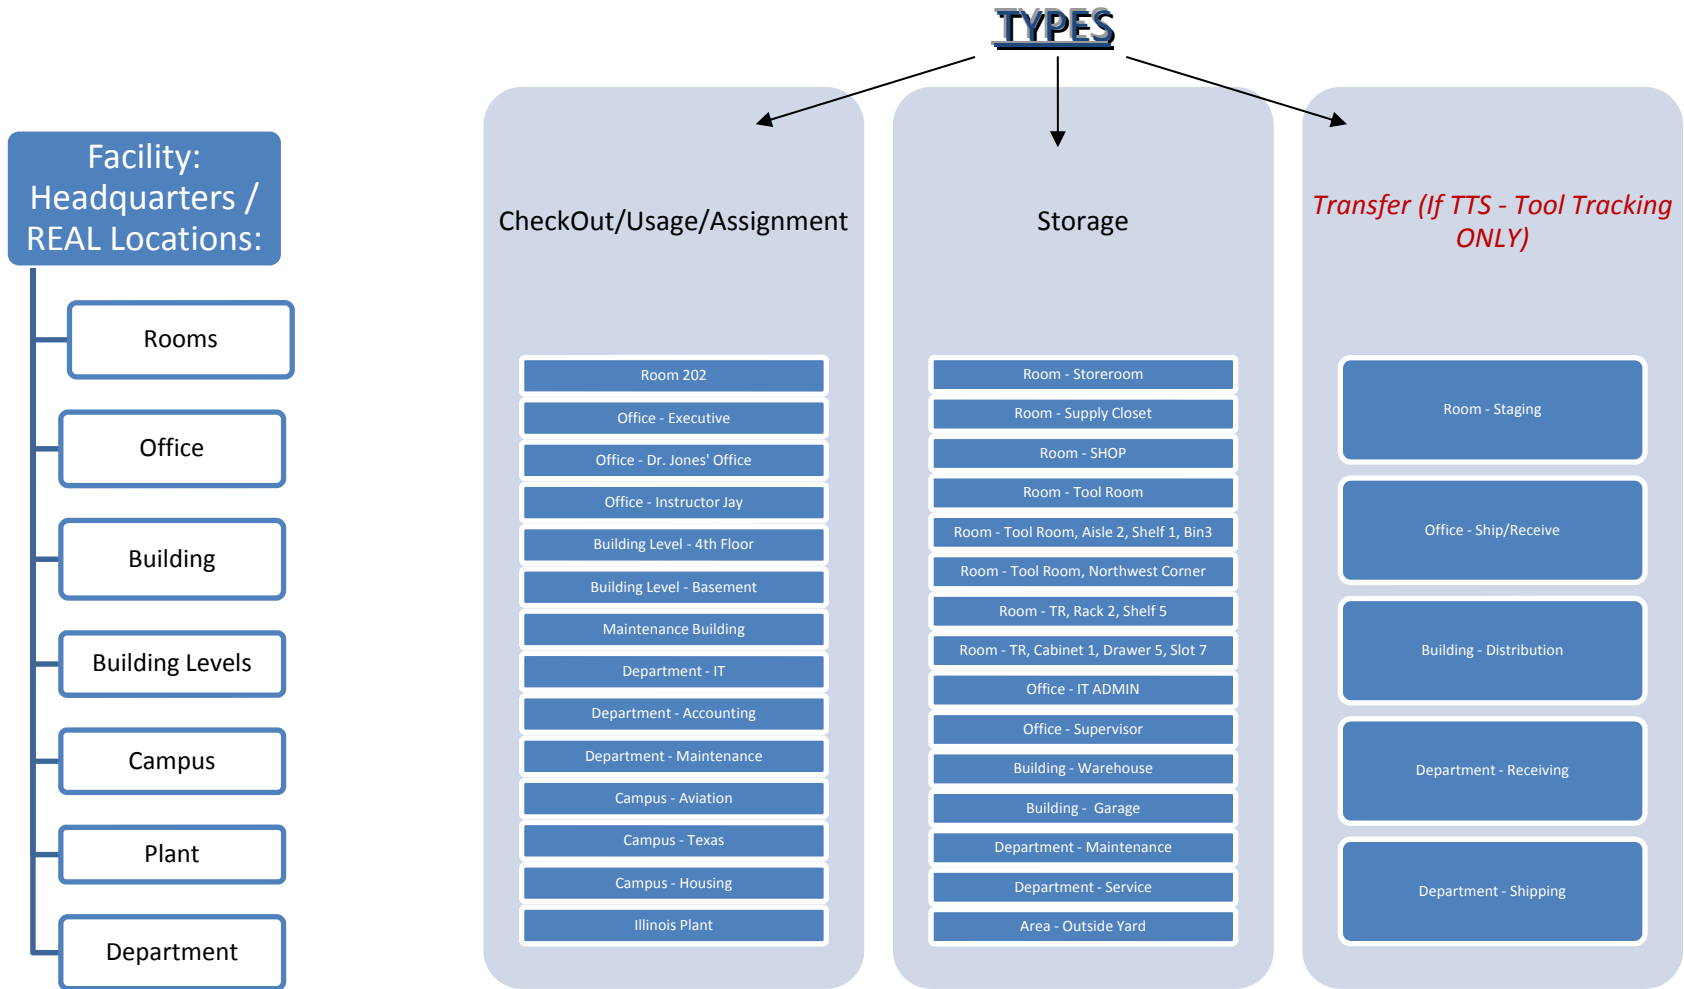 TYPES
Facility:
Headquarters /
REAL Locations:
Rooms
Office
Building
Building Levels
Campus
Plant
Department
CheckOut/Usage/Assignment
Room 202
Office - Executive
Office - Dr. Jones' Office
Office - Instructor Jay
Building Level - 4th Floor
Building Level - Basement
Maintenance Building
Department - IT
Department - Accounting
Department - Maintenance
Campus - Aviation
Campus - Texas
Campus - Housing
Illinois Plant
Storage
Room - Storeroom
Room - Supply Closet
Room - SHOP
Room - Tool Room
Room - Tool Room, Aisle 2, Shelf 1, Bin3
Room - Tool Room, Northwest Corner
Room - TR, Rack 2, Shelf 5
Room - TR, Cabinet 1, Drawer 5, Slot 7
Office - IT ADMIN
Office - Supervisor
Building - Warehouse
Building - Garage
Department - Maintenance
Department - Service
Area - Outside Yard
Transfer (If TTS - Tool Tracking
ONLY)
Room - Staging
Office - Ship/Receive
Building - Distribution
Department - Receiving
Department - Shipping